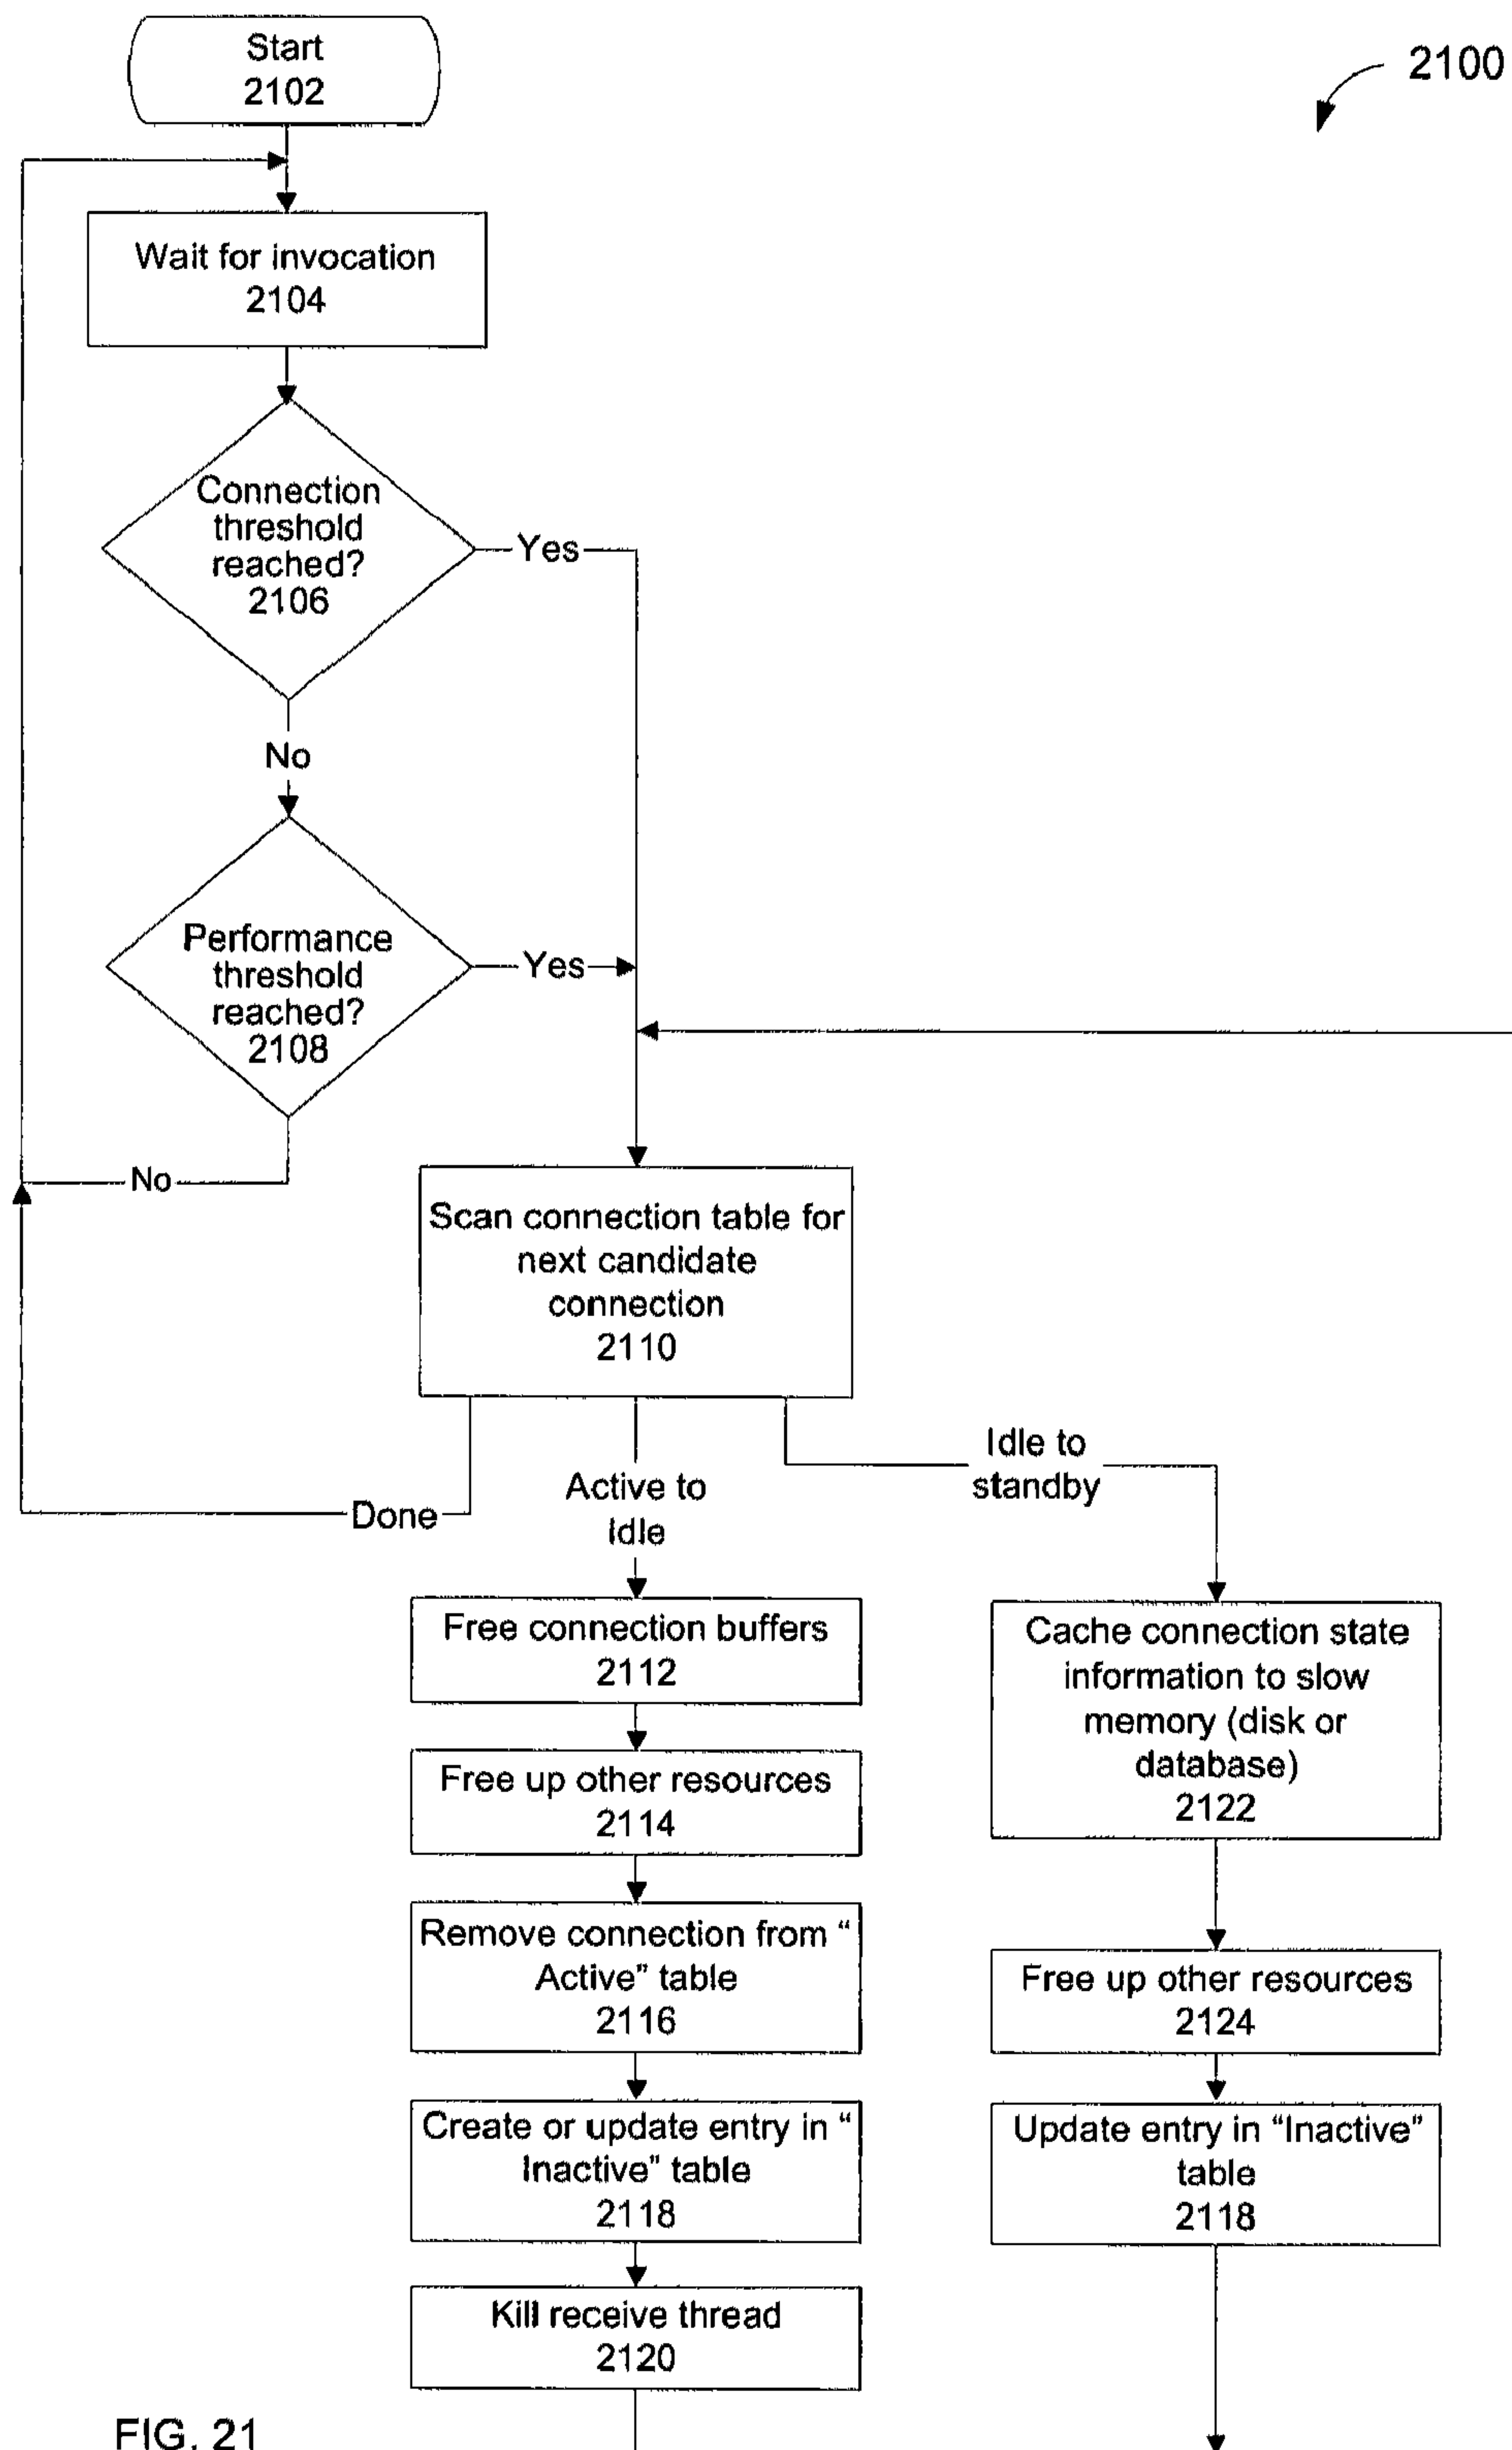 Start
2102
2100
Wait for invocation
2104
Connection
threshold
reached?
2106
Yes
No
Performance
threshold
reached?
2108
Yes
No
Scan connection table for
next candidate
connection
2110
Done
Active to
Idle
Idle to
standby
Free connection buffers
2112
Free up other resources
2114
Remove connection from “
Active” table
2116
Create or update entry in “
Inactive” table
2118
Kill receive thread
2120
Cache connection state
information to slow
memory (disk or
database)
2122
Free up other resources
2124
Update entry in “Inactive”
table
2118
FIG. 21